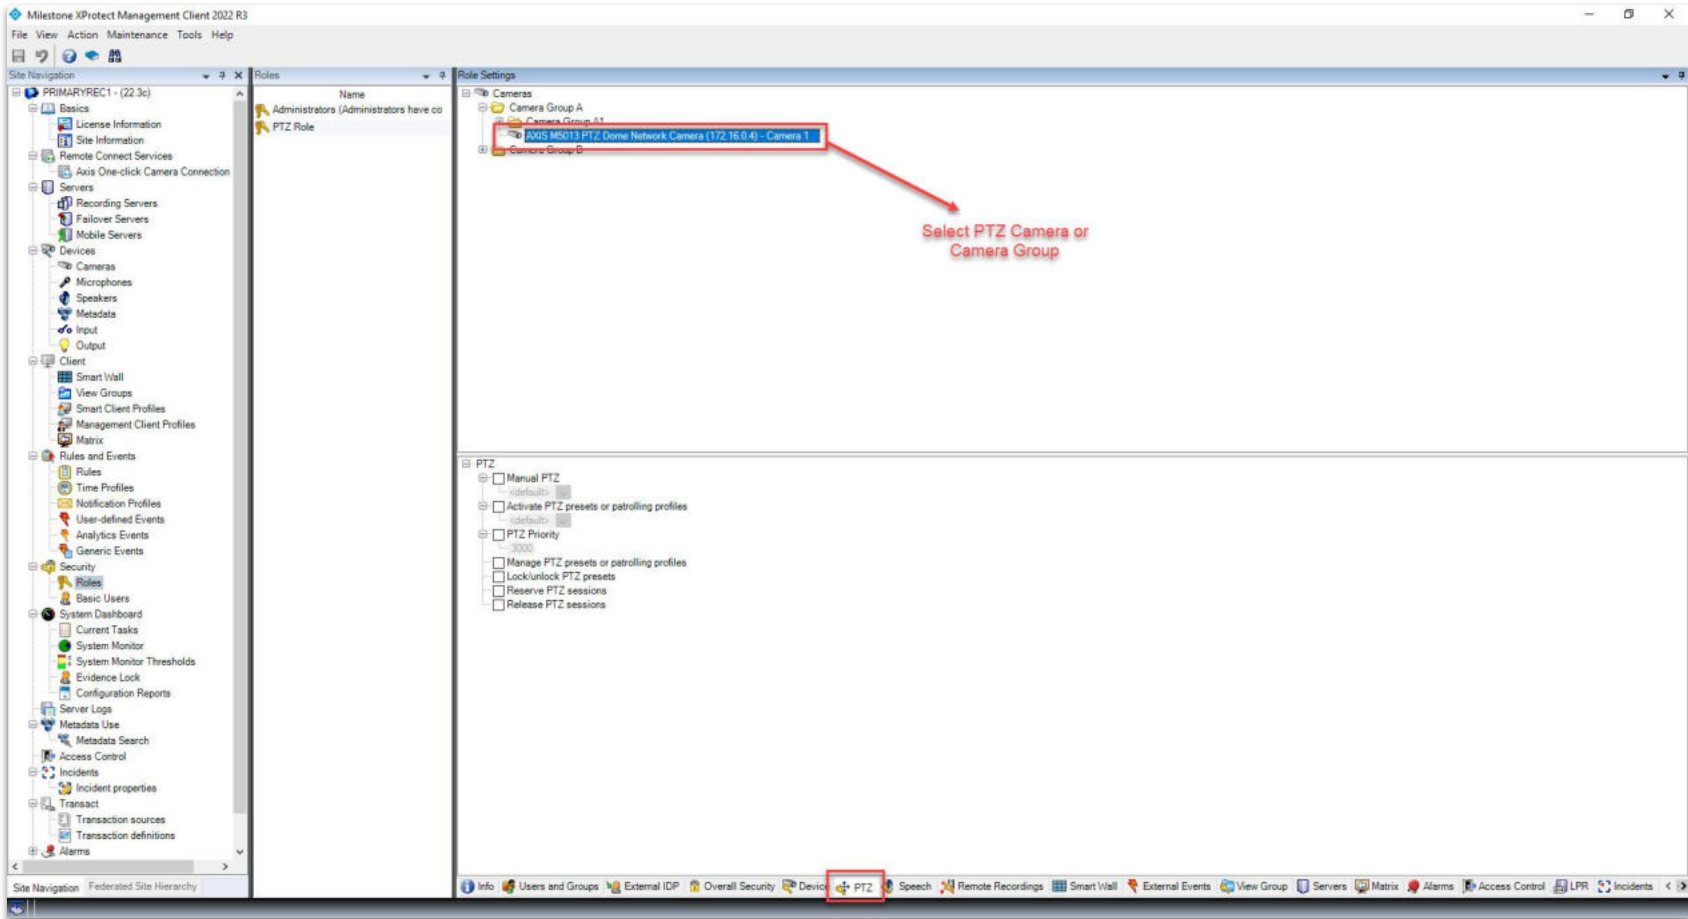 Milestone XProtect Management Client 2022 R3
File View Action Maintenance Tools Help
Site Navigation
PRIMARYREC1 - (22.3c)
Basics
License Information
Site Information
Remote Connect Services
Axis One-click Camera Connection
Servers
Recording Servers
Failover Servers
Mobile Servers
Devices
Cameras
Microphones
Speakers
Metadata
Input
Output
Client
Smart Wall
View Groups
Smart Client Profiles
Management Client Profiles
Matrix
Rules and Events
Rules
Time Profiles
Notification Profiles
User-defined Events
Analytics Events
Generic Events
Security
Roles
Basic Users
System Dashboard
Current Tasks
System Monitor
System Monitor Thresholds
Evidence Lock
Configuration Reports
Server Logs
Metadata Use
Metadata Search
Access Control
Incidents
Incident properties
Transact
Transaction sources
Transaction definitions
Alarms
Site Navigation Federated Site Hierarchy
Roles
Name
Administrators (Administrators have co
PTZ Role
Role Settings
Cameras
Camera Group A
Camera Group A1
AXIS M5013 PTZ Dome Network Camera (172.16.0.4) - Camera 1
Camera Group B
Select PTZ Camera or
Camera Group
PTZ
Manual PTZ
<default>
Activate PTZ presets or patrolling profiles
<default>
PTZ Priority
3000
Manage PTZ presets or patrolling profiles
Lock/unlock PTZ presets
Reserve PTZ sessions
Release PTZ sessions
Info Users and Groups External IDP Overall Security Device PTZ Speech Remote Recordings Smart Wall External Events View Group Servers Matrix Alarms Access Control LPR Incidents